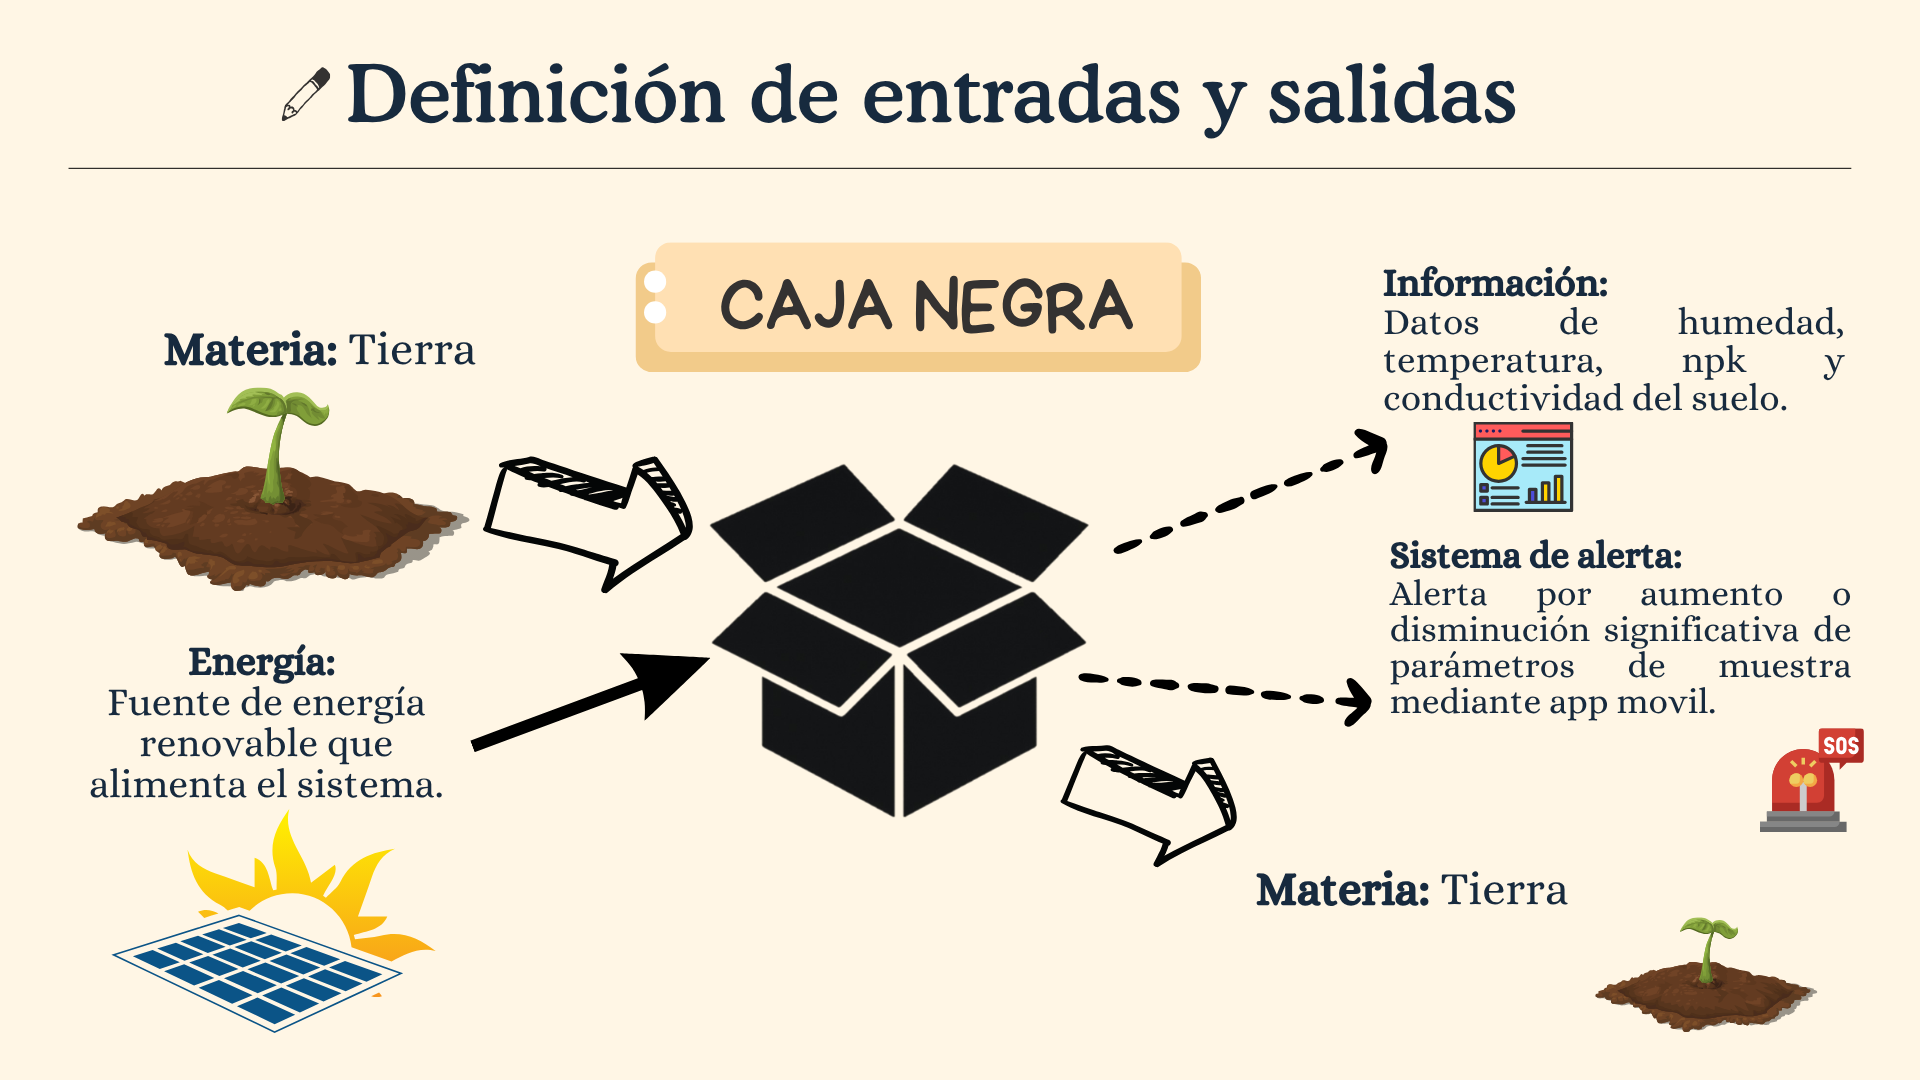 Definición de entradas y salidas
CAJA NEGRA
Materia: Tierra
Energía:
Fuente de energía
renovable que
alimenta el sistema.
Información:
Datos de humedad,
temperatura, npk y
conductividad del suelo.
Sistema de alerta:
Alerta por aumento o
disminución significativa de
parámetros de muestra
mediante app movil.
SOS
Materia: Tierra